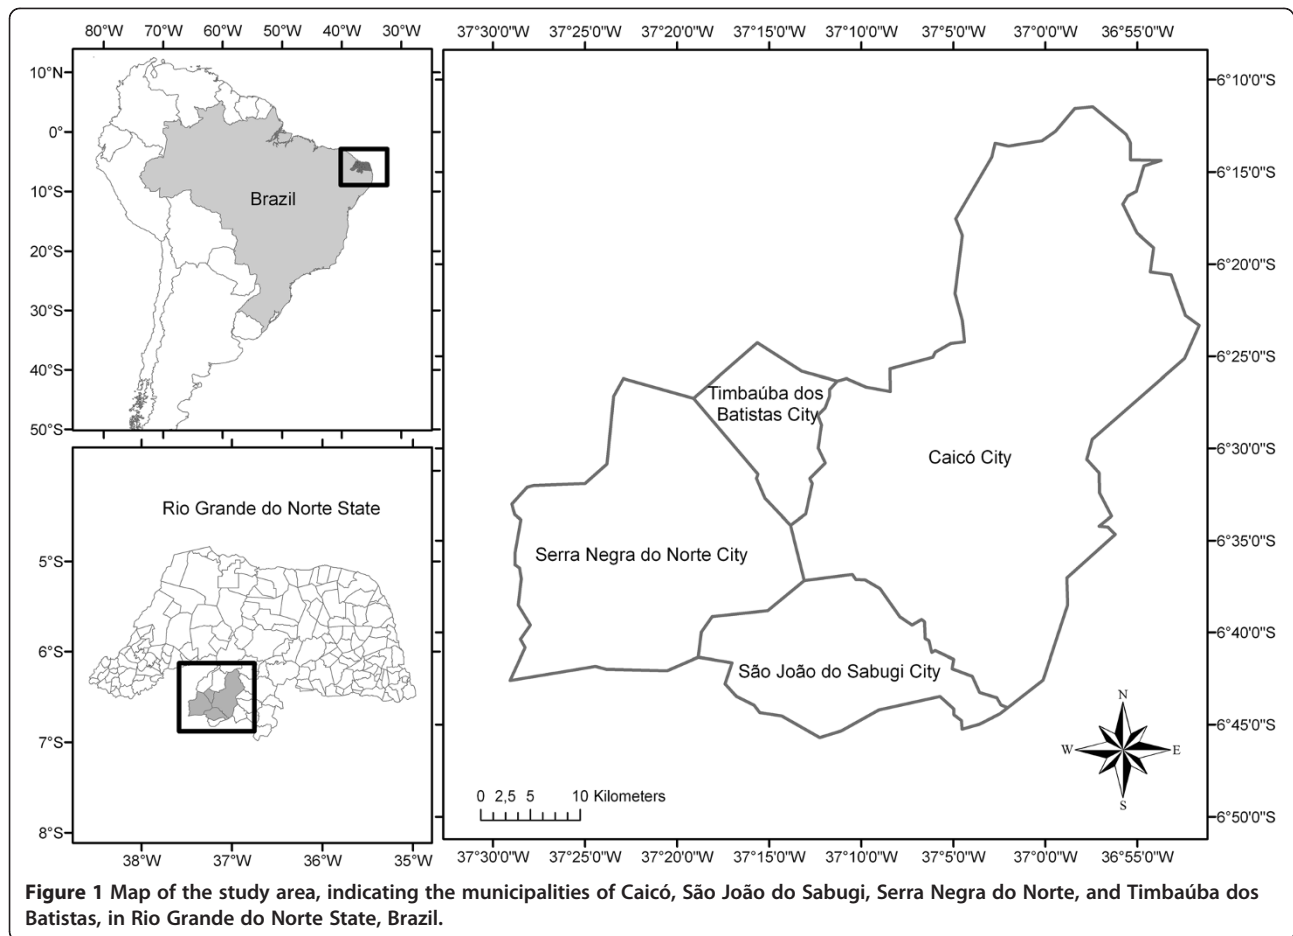 80°W 70°W 60°W 50°W 40°W 30°W
10°N
0°
10°S
20°S
30°S
40°S
50°S
Brazil
Rio Grande do Norte State
5°S
6°S
7°S
8°S
38°W 37°W 36°W 35°W
37°30'0"W 37°25'0"W 37°20'0"W 37°15'0"W 37°10'0"W 37°5'0"W 37°0'0"W 36°55'0"W
6°10'0"S
6°15'0"S
6°20'0"S
6°25'0"S
6°30'0"S
6°35'0"S
6°40'0"S
6°45'0"S
6°50'0"S
Timbaúba dos
Batistas City
Caicó City
Serra Negra do Norte City
São João do Sabugi City
N
W E
S
0 2,5 5 10 Kilometers
37°30'0"W 37°25'0"W 37°20'0"W 37°15'0"W 37°10'0"W 37°5'0"W 37°0'0"W 36°55'0"W
Figure 1 Map of the study area, indicating the municipalities of Caicó, São João do Sabugi, Serra Negra do Norte, and Timbaúba dos
Batistas, in Rio Grande do Norte State, Brazil.